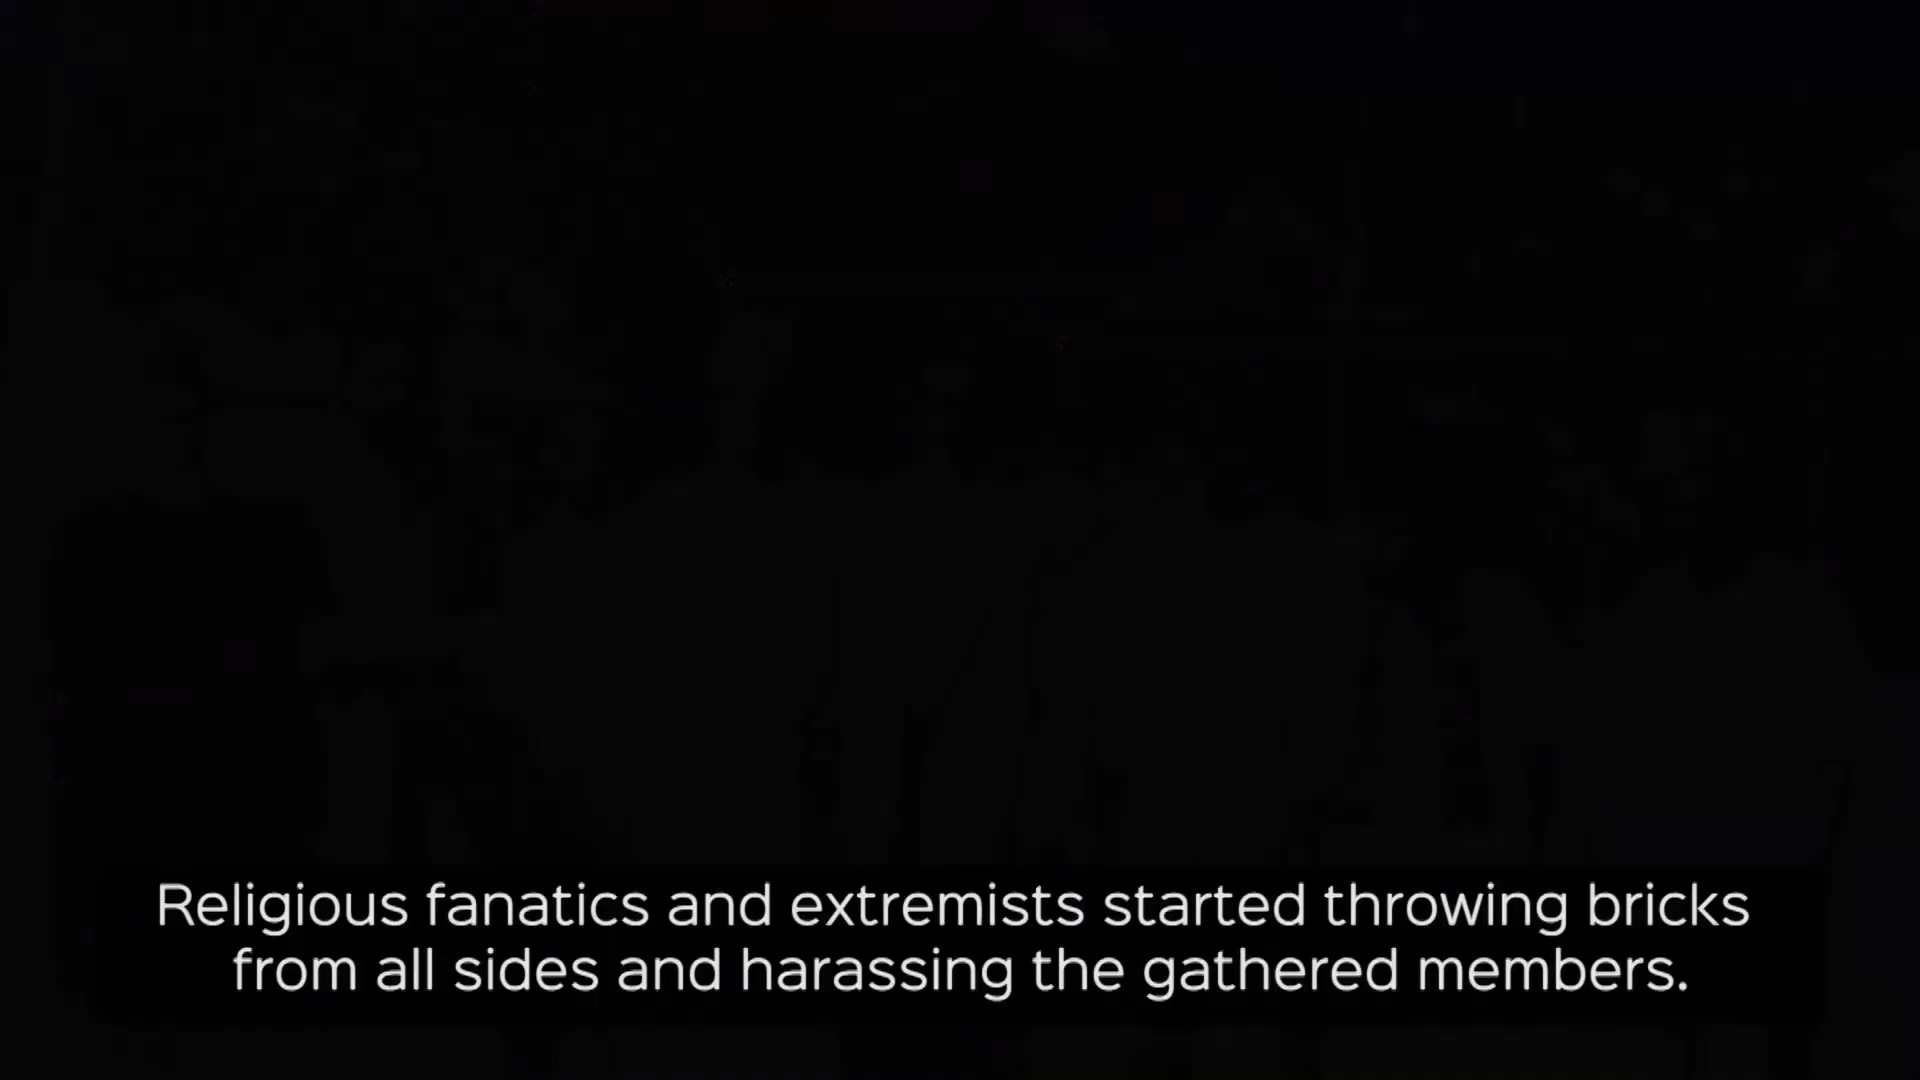 Religious fanatics and extremists started throwing bricks
from all sides and harassing the gathered members.